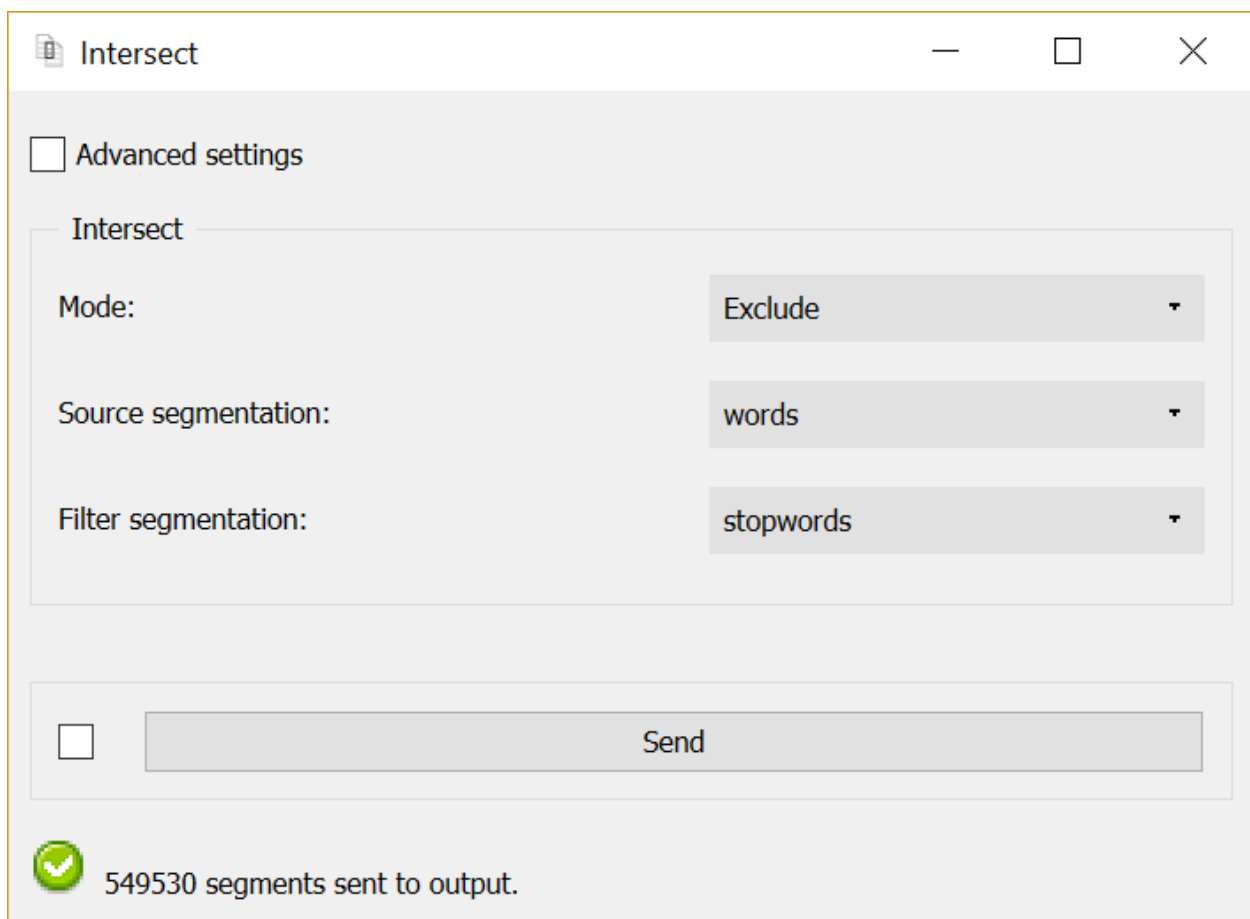 Intersect
Advanced settings
Intersect
Mode: Exclude
Source segmentation: words
Filter segmentation: stopwords
Send
549530 segments sent to output.